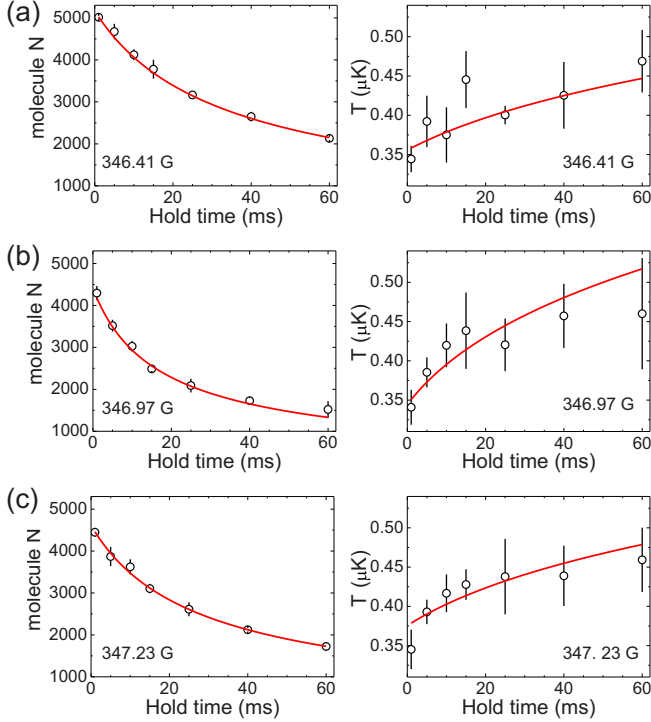 (a)
5000
4000
3000
2000
1000
molecule N
346.41 G
0 20 40 60
Hold time (ms)
0.50
0.45
0.40
0.35
T (μK)
346.41 G
0 20 40 60
Hold time (ms)
(b)
5000
4000
3000
2000
1000
molecule N
346.97 G
0 20 40 60
Hold time (ms)
0.50
0.45
0.40
0.35
T (μK)
346.97 G
0 20 40 60
Hold time (ms)
(c)
5000
4000
3000
2000
1000
molecule N
347.23 G
0 20 40 60
Hold time (ms)
0.50
0.45
0.40
0.35
T (μK)
347. 23 G
0 20 40 60
Hold time (ms)